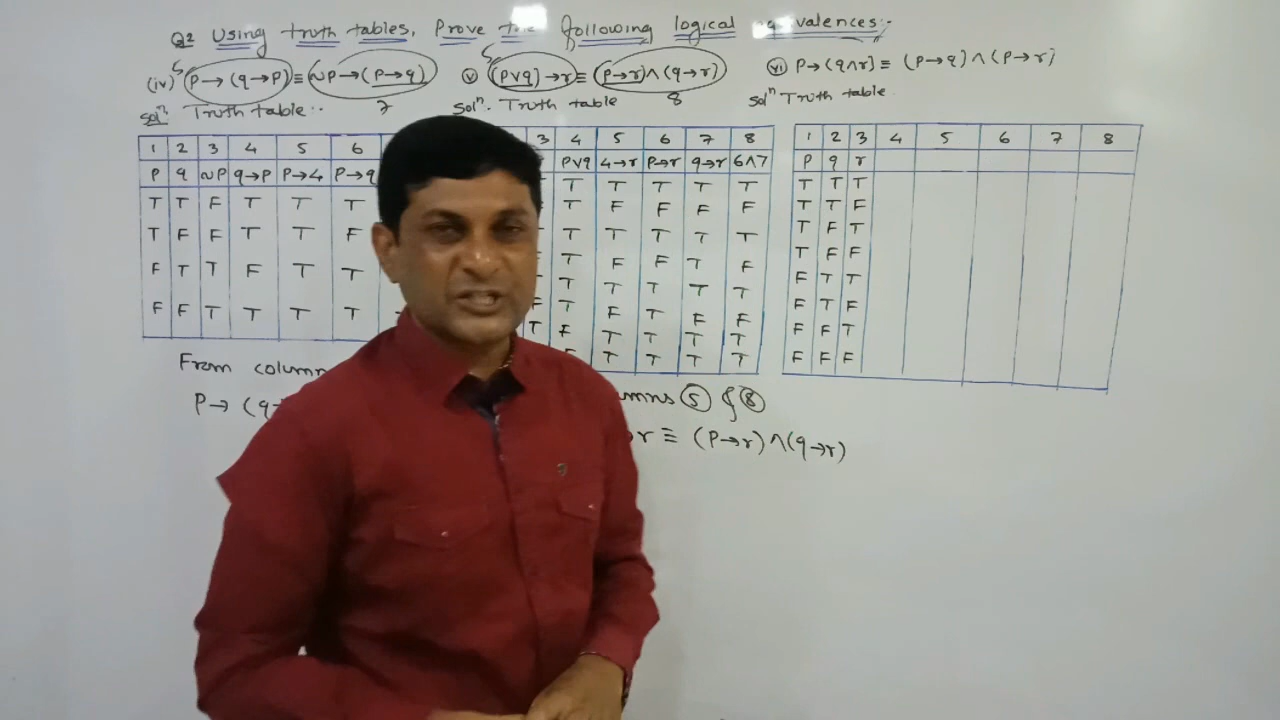 Q2 Using truth tables, Prove the following logical equivalences:-
(iv) P→(q→P) ≡ ~P→(P→q)
7
Solⁿ: Truth table:-
1 2 3 4 5 6
P q ~P q→P P→4 P→q
T T F T T T
T F F T T F
F T T F T T
F F T T T T
From column
P→(q→
(v) (P∨q)→r ≡ (P→r)∧(q→r)
8
Solⁿ. Truth table
3 4 5 6 7 8
P∨q 4→r P→r q→r 6∧7
T T T T T T
T F F F F
T T T T T
T F F T F
T T T T T
F T F T F F
T F T T T T
F T T T T
umns (5) & (8)
→r ≡ (P→r)∧(q→r)
(vi) P→(q∧r) ≡ (P→q)∧(P→r)
Solⁿ Truth table
1 2 3 4 5 6 7 8
P q r
T T T
T T F
T F T
T F F
F T T
F T F
F F T
F F F